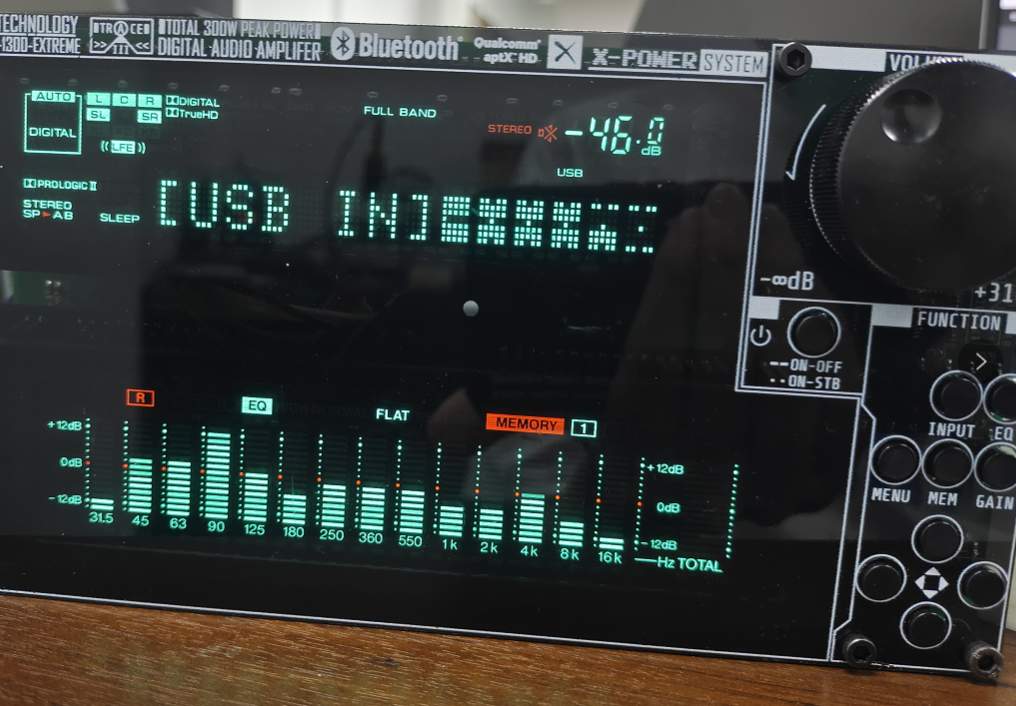 TECHNOLOGY
-1300-EXTREME
TRACE
TOTAL 300W PEAK POWER
DIGITAL AUDIO AMPLIFER
Bluetooth
Qualcomm
aptX HD
X-POWER SYSTEM
AUTO
DIGITAL
L C R
SL SR
LFE
DIGITAL
TrueHD
FULL BAND
STEREO
-46.0
dB
USB
PROLOGIC II
STEREO
SP AB
SLEEP
[USB IN]
-∞dB
+31
ON-OFF
ON-STB
FUNCTION
INPUT EQ
MENU MEM GAIN
R
EQ
FLAT
MEMORY 1
+12dB
0dB
-12dB
31.5 45 63 90 125 180 250 360 550 1k 2k 4k 8k 16k Hz TOTAL
+12dB
0dB
-12dB